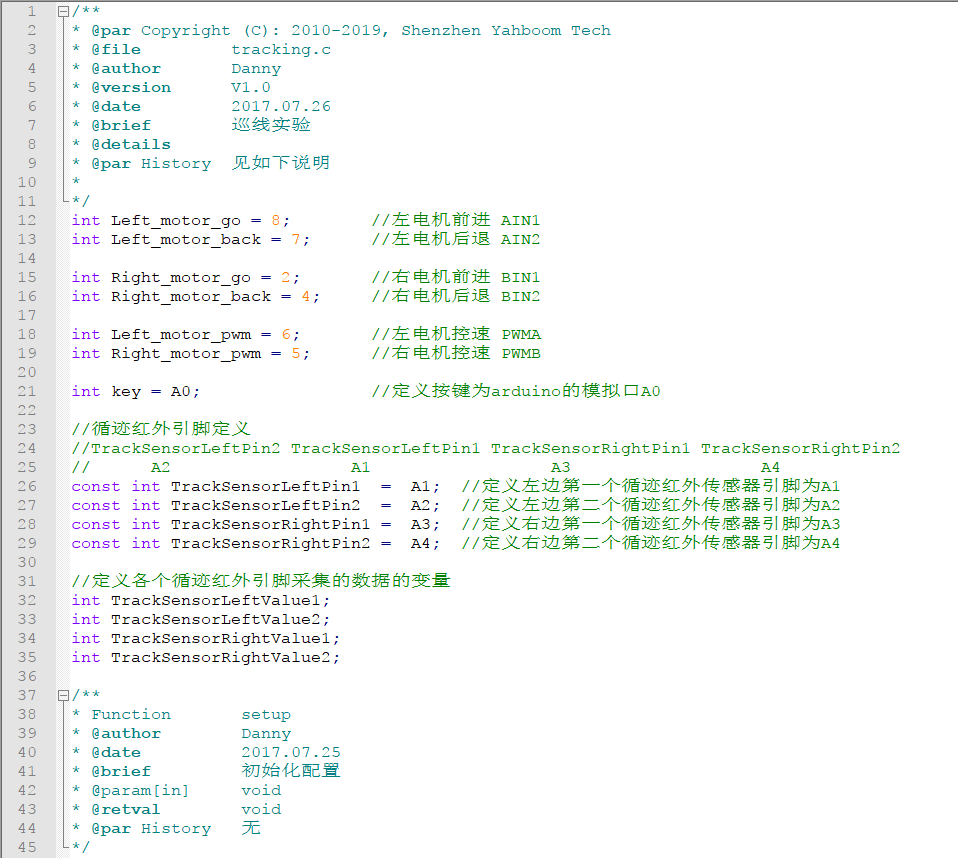 1 /**
2 * @par Copyright (C): 2010-2019, Shenzhen Yahboom Tech
3 * @file         tracking.c
4 * @author       Danny
5 * @version      V1.0
6 * @date         2017.07.26
7 * @brief        巡线实验
8 * @details
9 * @par History  见如下说明
10 *
11 */
12 int Left_motor_go = 8;        //左电机前进 AIN1
13 int Left_motor_back = 7;      //左电机后退 AIN2
14
15 int Right_motor_go = 2;       //右电机前进 BIN1
16 int Right_motor_back = 4;     //右电机后退 BIN2
17
18 int Left_motor_pwm = 6;       //左电机控速 PWMA
19 int Right_motor_pwm = 5;      //右电机控速 PWMB
20
21 int key = A0;                 //定义按键为arduino的模拟口A0
22
23 //循迹红外引脚定义
24 //TrackSensorLeftPin2 TrackSensorLeftPin1 TrackSensorRightPin1 TrackSensorRightPin2
25 //      A2                  A1                  A3                   A4
26 const int TrackSensorLeftPin1  =  A1;  //定义左边第一个循迹红外传感器引脚为A1
27 const int TrackSensorLeftPin2  =  A2;  //定义左边第二个循迹红外传感器引脚为A2
28 const int TrackSensorRightPin1 =  A3;  //定义右边第一个循迹红外传感器引脚为A3
29 const int TrackSensorRightPin2 =  A4;  //定义右边第二个循迹红外传感器引脚为A4
30
31 //定义各个循迹红外引脚采集的数据的变量
32 int TrackSensorLeftValue1;
33 int TrackSensorLeftValue2;
34 int TrackSensorRightValue1;
35 int TrackSensorRightValue2;
36
37 /**
38 * Function       setup
39 * @author        Danny
40 * @date          2017.07.25
41 * @brief         初始化配置
42 * @param[in]     void
43 * @retval        void
44 * @par History   无
45 */